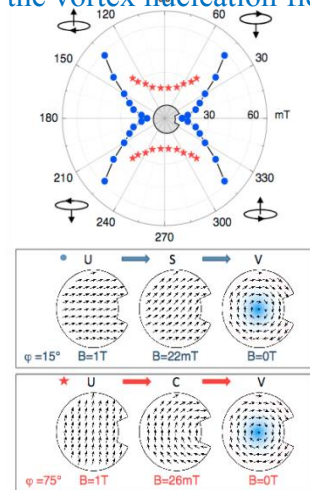 the vortex nucleation fie
120 60
150 30
180 30 60 mT
210 330
240 300
270
U S V
φ =15° B=1T B=22mT B=0T
U C V
φ =75° B=1T B=26mT B=0T